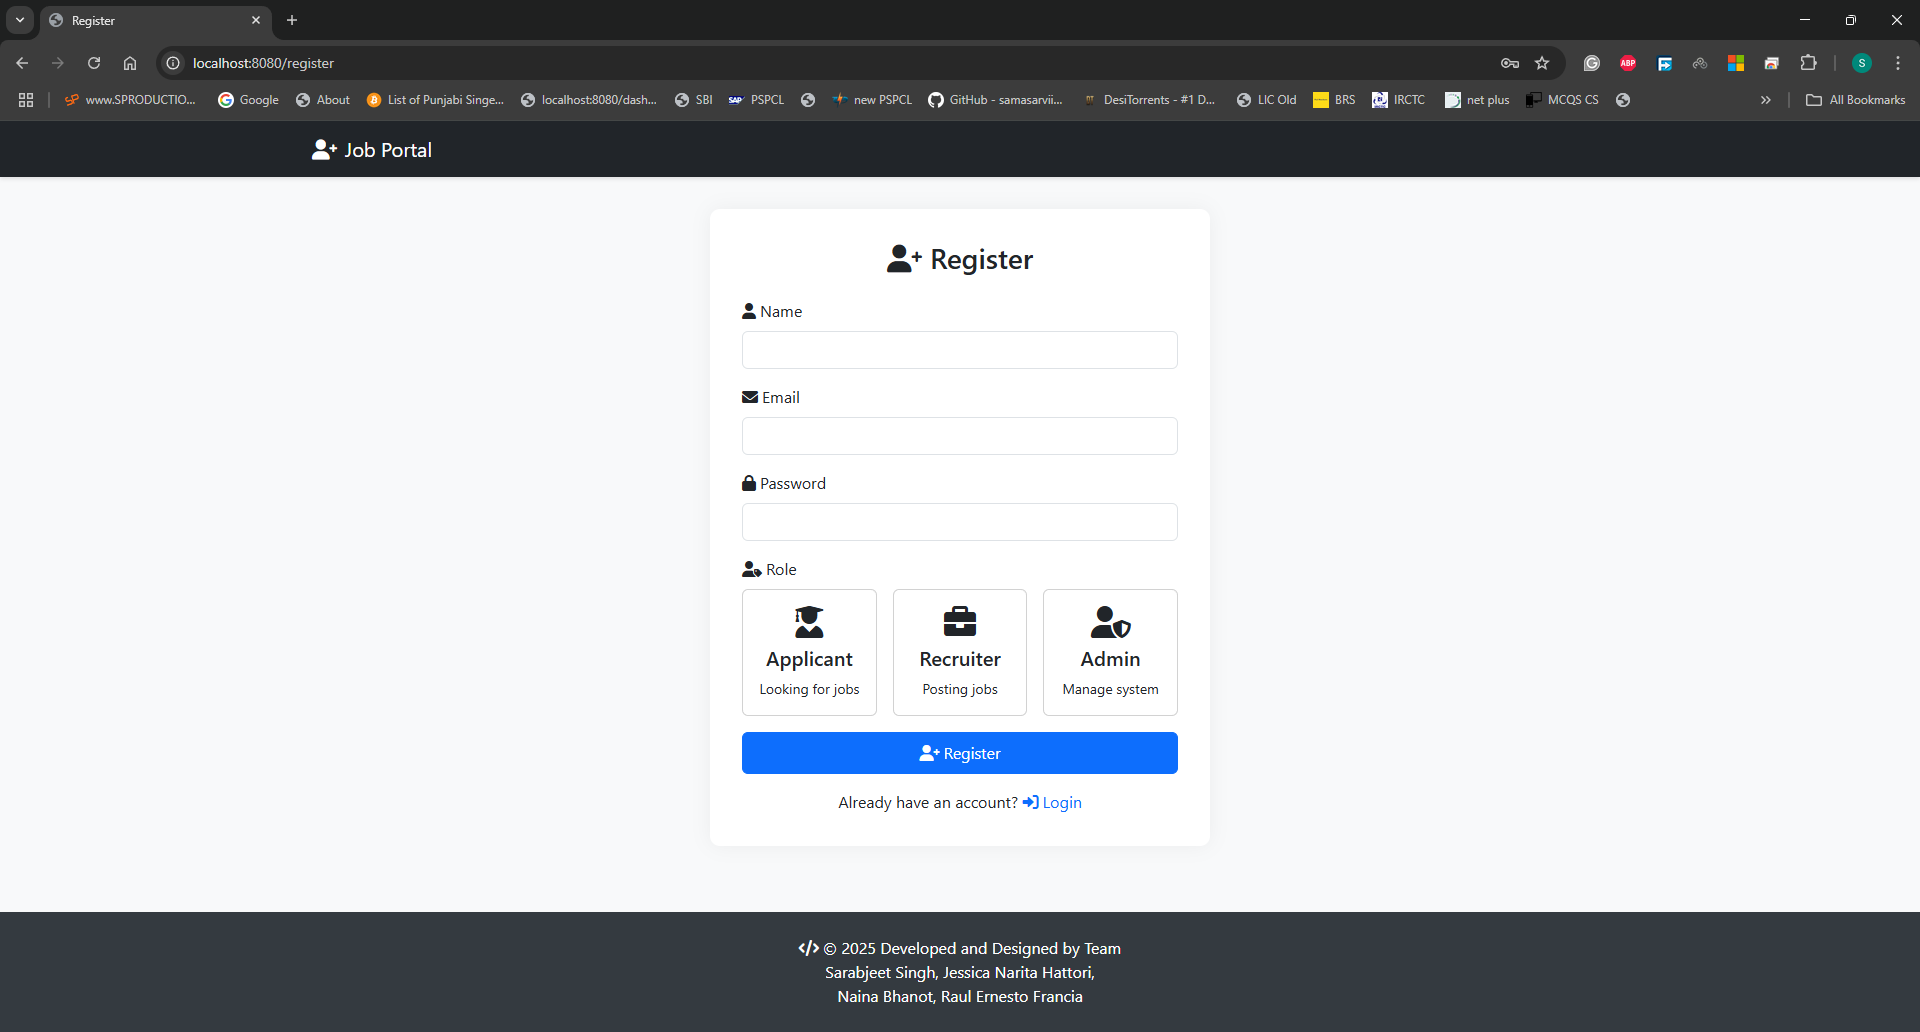 Register
localhost:8080/register
ABP
S
www.SPRODUCTIO... Google About List of Punjabi Singe... localhost:8080/dash... SBI SAP PSPCL new PSPCL GitHub - samasarvii... DesiTorrents - #1 D... LIC Old BRS IRCTC net plus MCQS CS All Bookmarks
Job Portal
Register
Name
Email
Password
Role
Applicant Recruiter Admin
Looking for jobs Posting jobs Manage system
Register
Already have an account? Login
© 2025 Developed and Designed by Team
Sarabjeet Singh, Jessica Narita Hattori,
Naina Bhanot, Raul Ernesto Francia